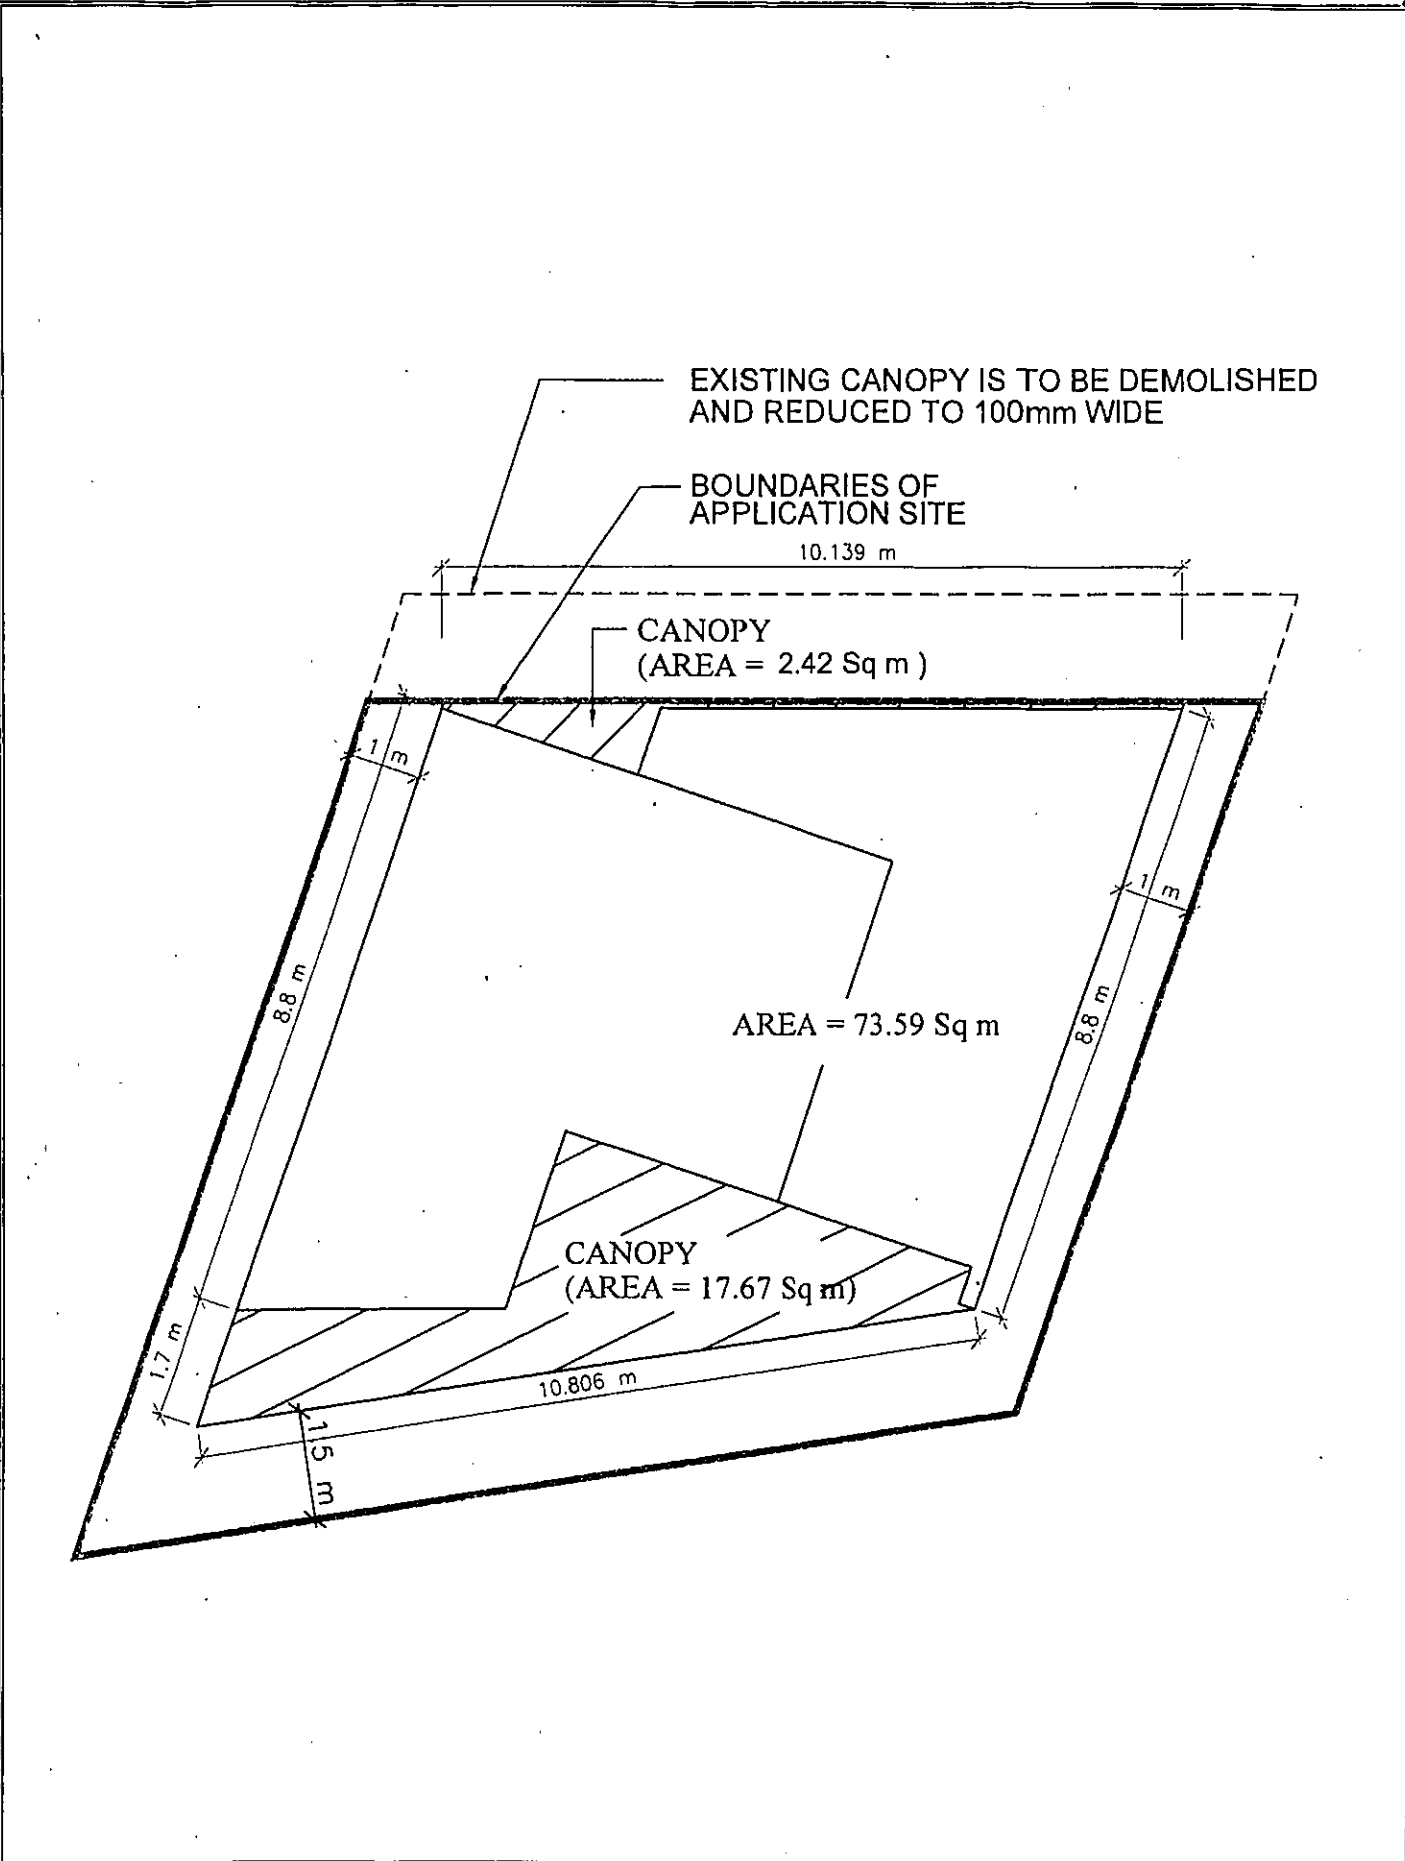 EXISTING CANOPY IS TO BE DEMOLISHED
AND REDUCED TO 100mm WIDE
BOUNDARIES OF
APPLICATION SITE
10.139 m
CANOPY
(AREA = 2.42 Sq m )
1 m
1 m
8.8 m
8.8 m
AREA = 73.59 Sq m
CANOPY
(AREA = 17.67 Sq m)
1.7 m
10.806 m
1.5 m